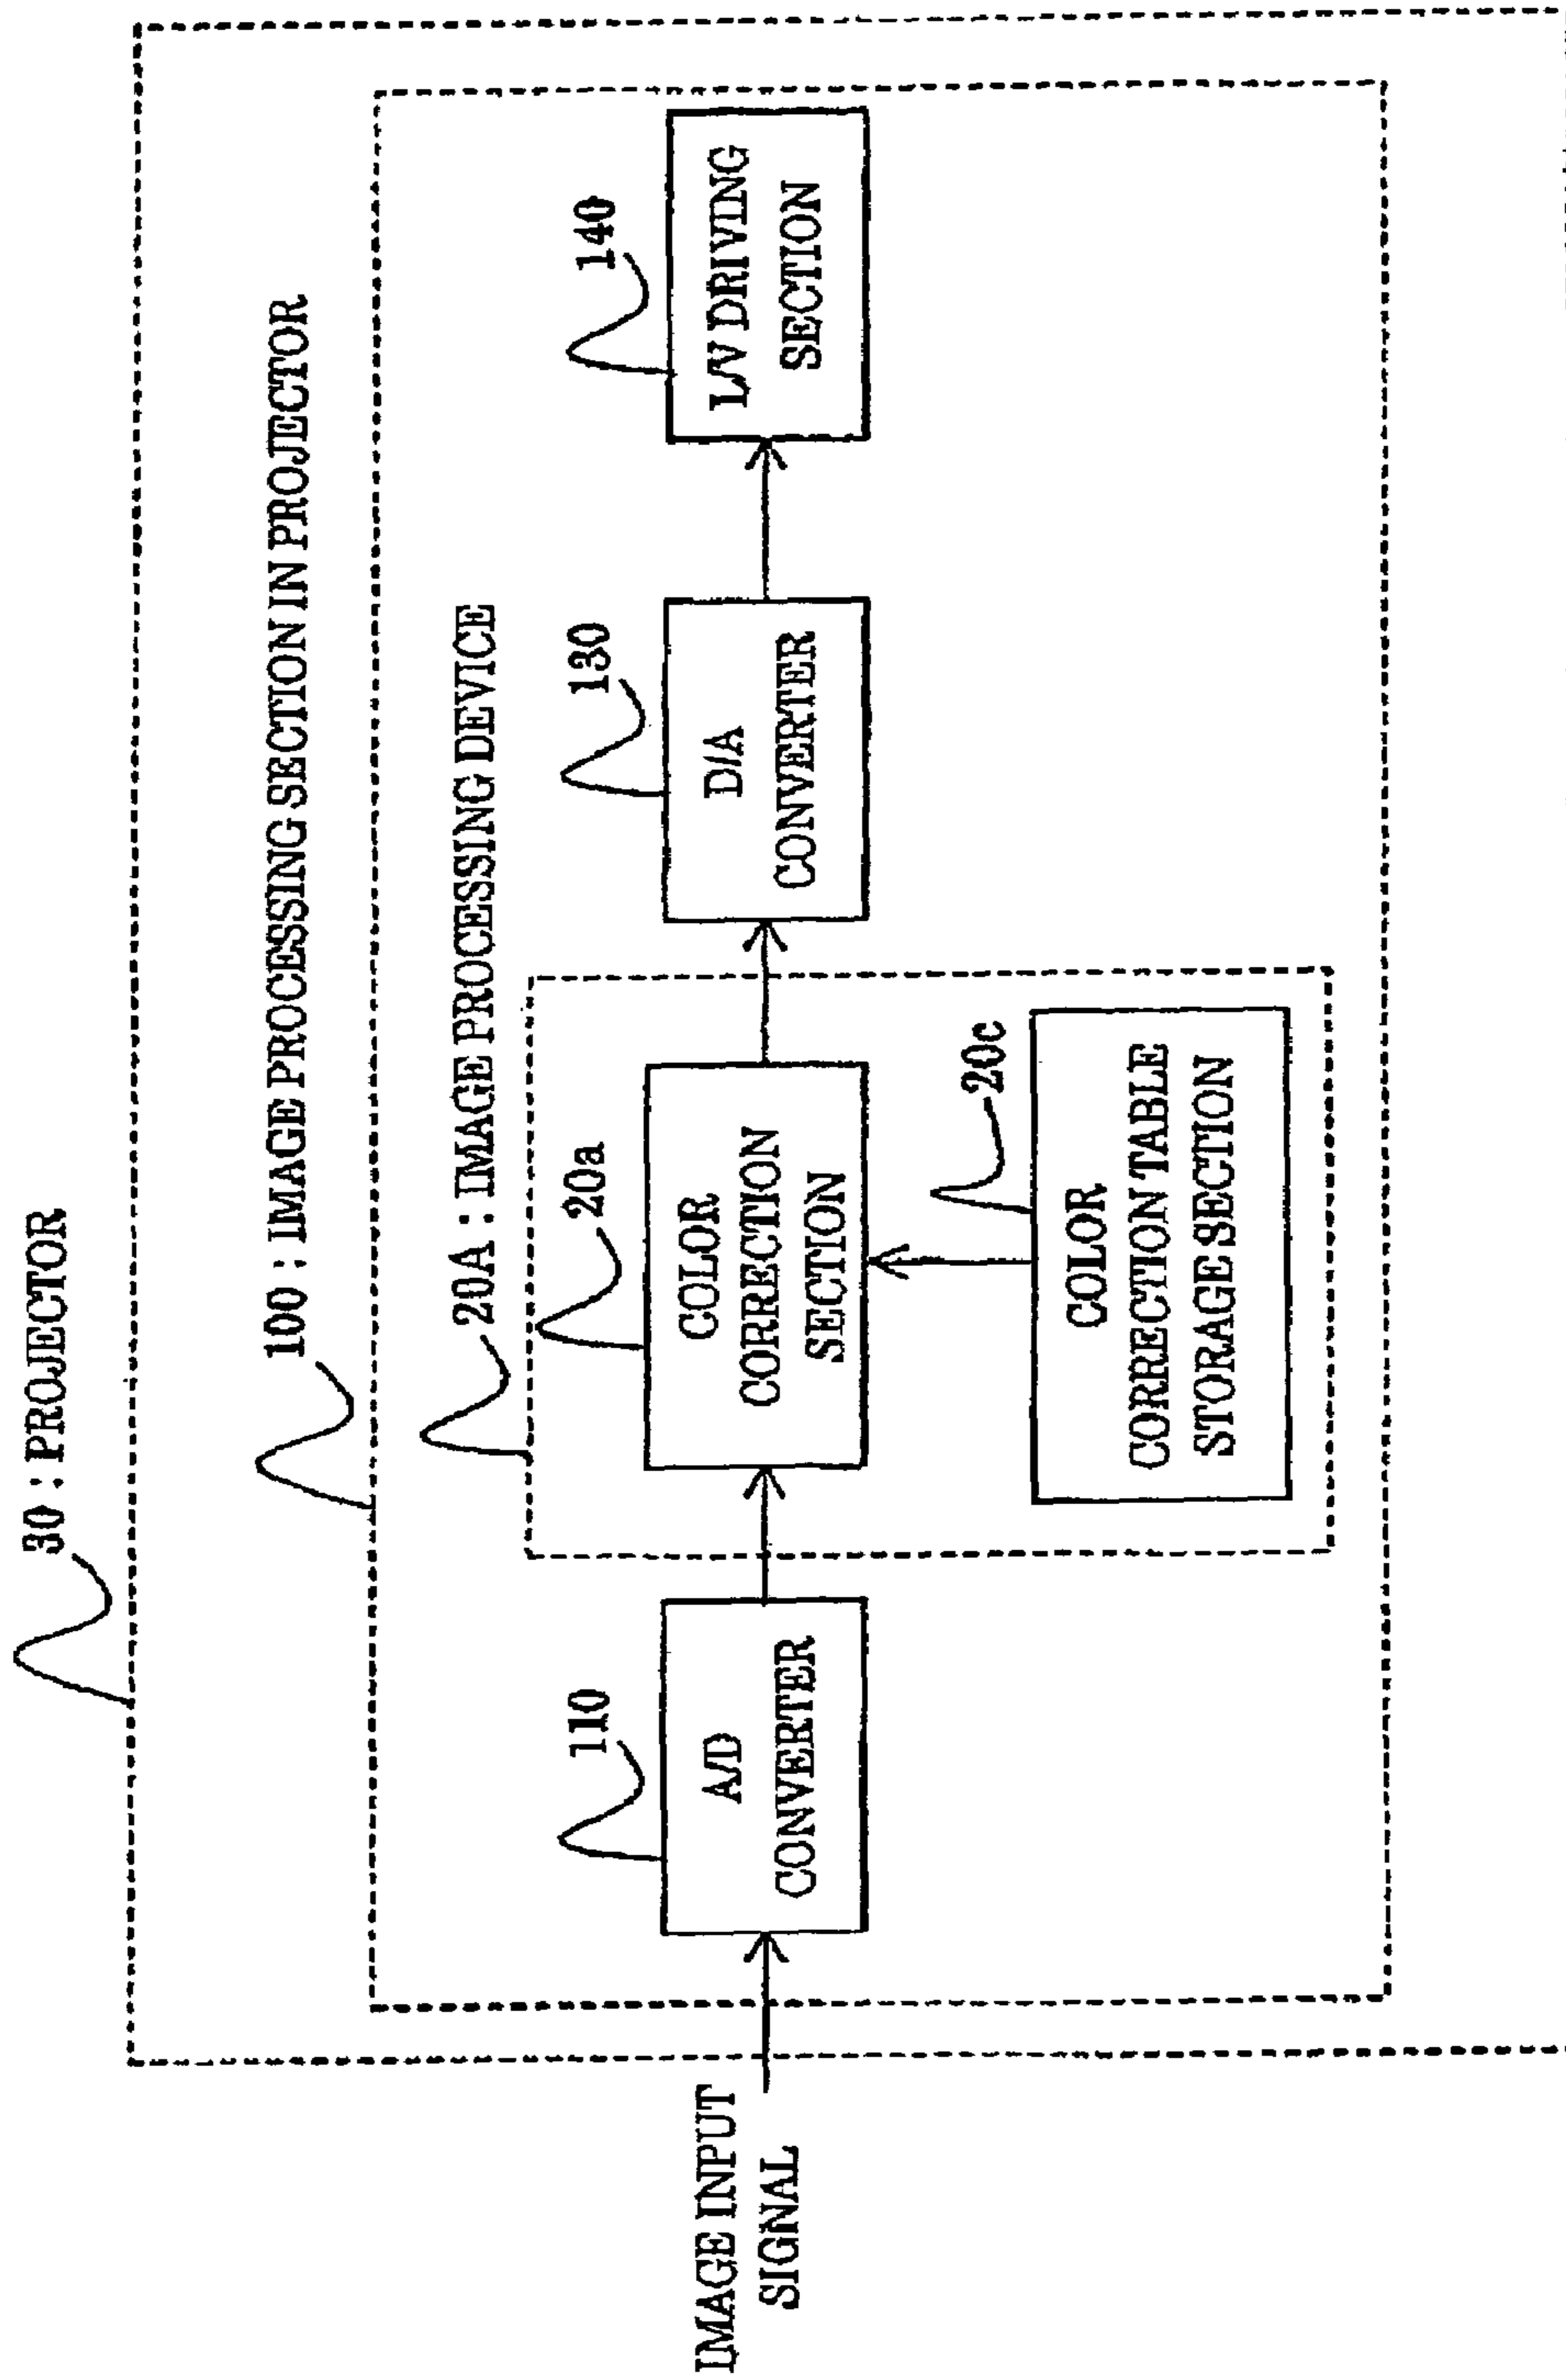 30 : PROJECTOR
100 : IMAGE PROCESSING SECTION IN PROJECTOR
20A : IMAGE PROCESSING DEVICE
IMAGE INPUT
SIGNAL
110
A/D
CONVERTER
20a
COLOR
CORRECTION
SECTION
20c
COLOR
CORRECTION TABLE
STORAGE SECTION
130
D/A
CONVERTER
140
L/V DRIVING
SECTION